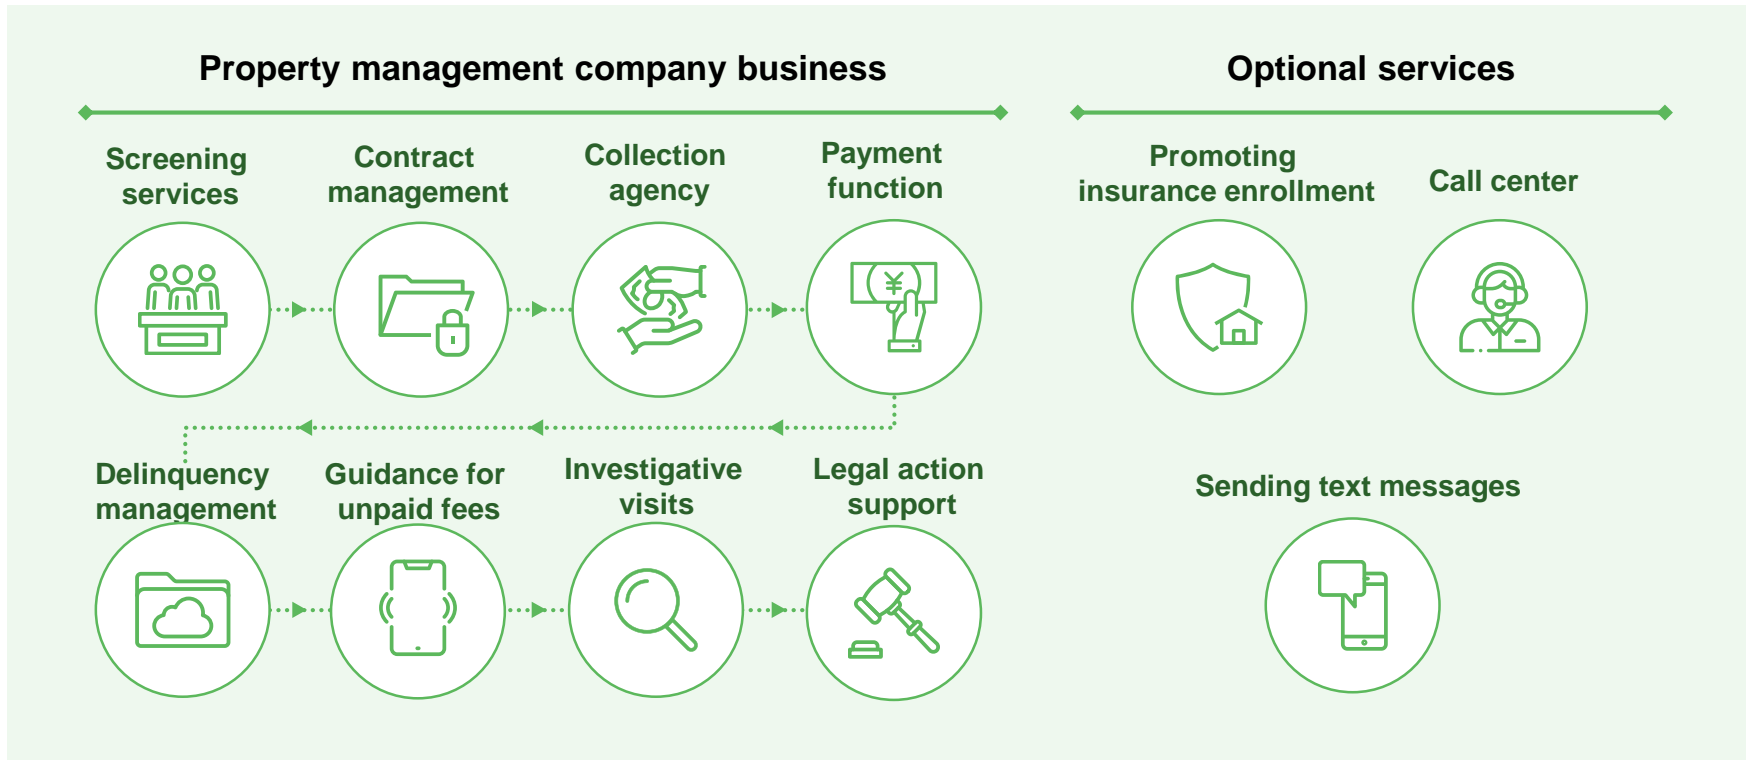 Property management company business
Optional services
Screening
services
Contract
management
Collection
agency
Payment
function
Promoting
insurance enrollment
Call center
¥
Delinquency
management
Guidance for
unpaid fees
Investigative
visits
Legal action
support
Sending text messages